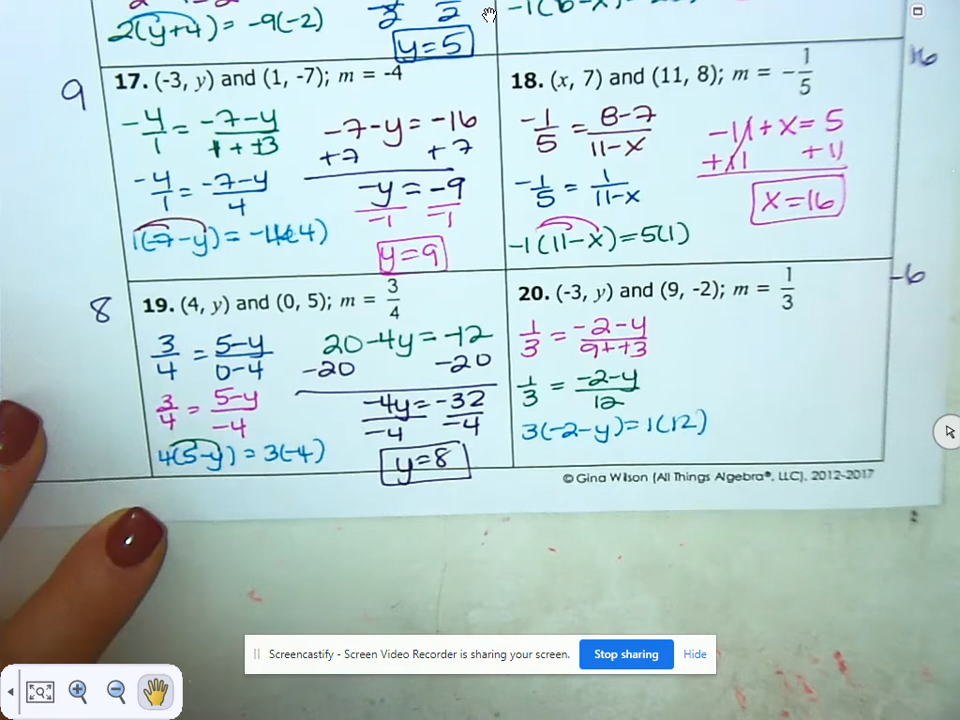 2(y+4) = -9(-2)
2 2
y=5
16
9
17. (-3, y) and (1, -7); m = -4
-4/1 = -7-y/1++3
-4/1 = -7-y/4
-7-y = -16
+7 +7
-y = -9
-1 -1
y=9
18. (x, 7) and (11, 8); m = -1/5
-1/5 = 8-7/11-x
-1/5 = 1/11-x
-1(11-x)=5(1)
-11+x = 5
+11 +11
x=16
8
19. (4, y) and (0, 5); m = 3/4
3/4 = 5-y/0-4
3/4 = 5-y/-4
4(5-y) = 3(-4)
20-4y = -12
-20 -20
-4y = -32
-4 -4
y=8
-6
20. (-3, y) and (9, -2); m = 1/3
1/3 = -2-y/9++3
1/3 = -2-y/12
3(-2-y)=1(12)
© Gina Wilson (All Things Algebra®, LLC), 2012-2017
Screencastify - Screen Video Recorder is sharing your screen. Stop sharing Hide